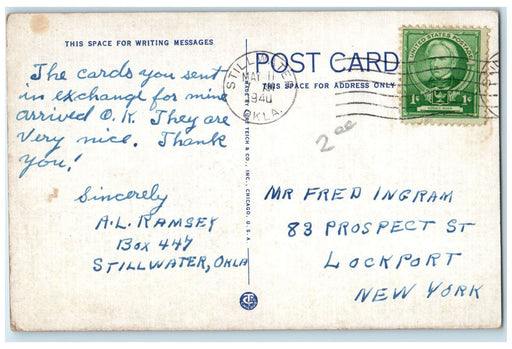 THIS SPACE FOR WRITING MESSAGES
The cards you sent
in exchange for mine
arrived O.K. They are
very nice. Thank
you!
Sincerely
A.L. RAMSEY
Box 447
STILLWATER, OKLA
POST CARD
THIS SPACE FOR ADDRESS ONLY
STILLWATER
MAY 11
1940
OKLA.
UNITED STATES POSTAGE
1¢ 1¢
2⁰⁰
MR FRED INGRAM
83 PROSPECT ST
LOCKPORT
NEW YORK
TEICH & CO., INC., CHICAGO, U.S.A.